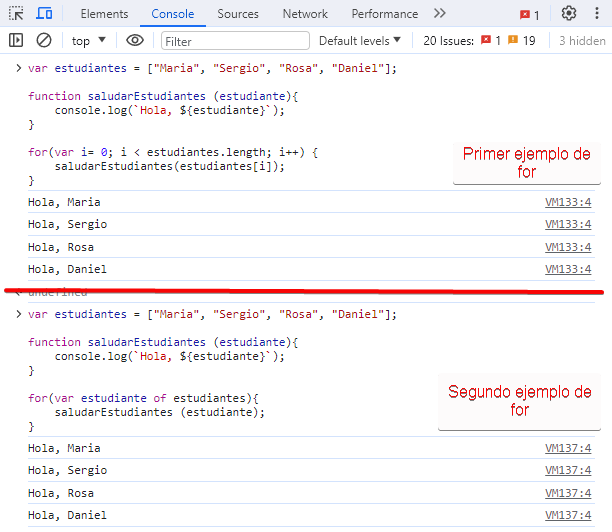 Elements Console Sources Network Performance 1
top Filter Default levels 20 Issues: 1 19 3 hidden
var estudiantes = ["Maria", "Sergio", "Rosa", "Daniel"];
function saludarEstudiantes (estudiante){
console.log(`Hola, ${estudiante}`);
}
for(var i= 0; i < estudiantes.length; i++) {
saludarEstudiantes(estudiantes[i]);
}
Primer ejemplo de
for
Hola, Maria VM133:4
Hola, Sergio VM133:4
Hola, Rosa VM133:4
Hola, Daniel VM133:4
undefined
var estudiantes = ["Maria", "Sergio", "Rosa", "Daniel"];
function saludarEstudiantes (estudiante){
console.log(`Hola, ${estudiante}`);
}
for(var estudiante of estudiantes){
saludarEstudiantes (estudiante);
}
Segundo ejemplo de
for
Hola, Maria VM137:4
Hola, Sergio VM137:4
Hola, Rosa VM137:4
Hola, Daniel VM137:4